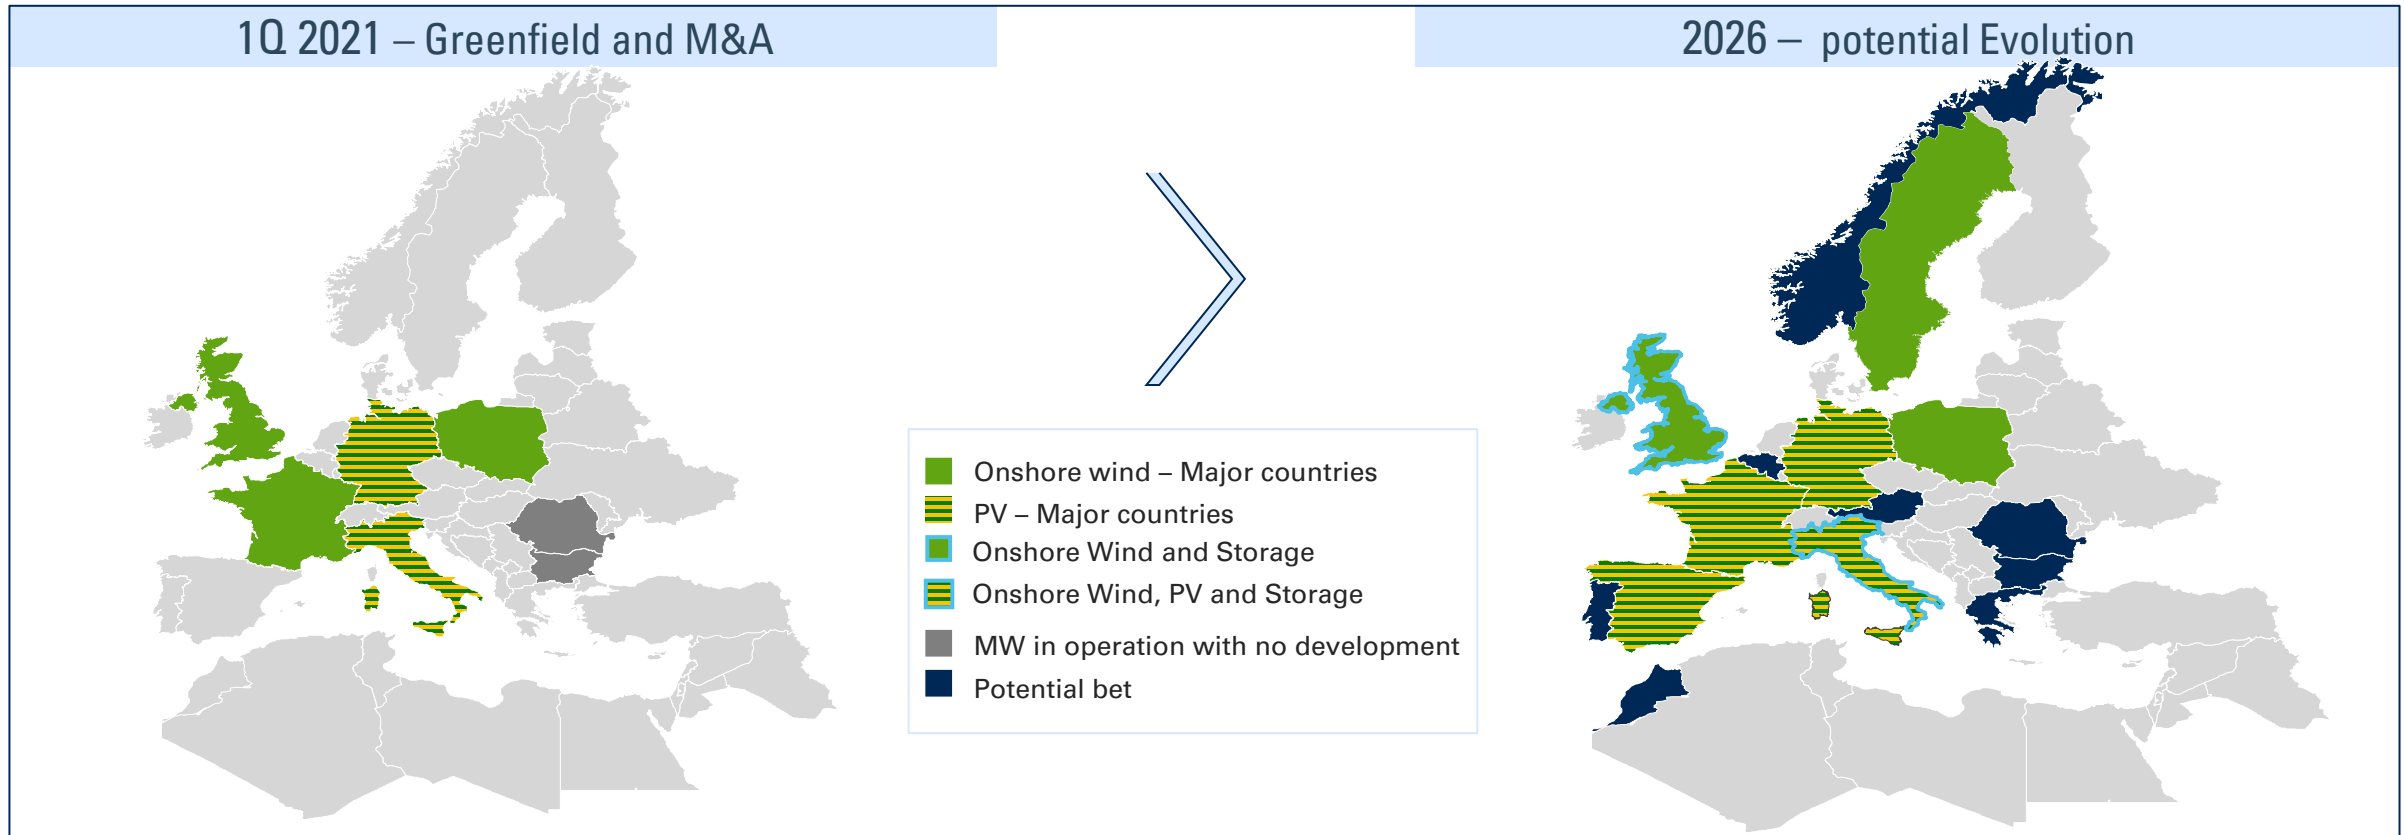 1Q 2021 – Greenfield and M&A
2026 – potential Evolution
Onshore wind – Major countries
PV – Major countries
Onshore Wind and Storage
Onshore Wind, PV and Storage
MW in operation with no development
Potential bet